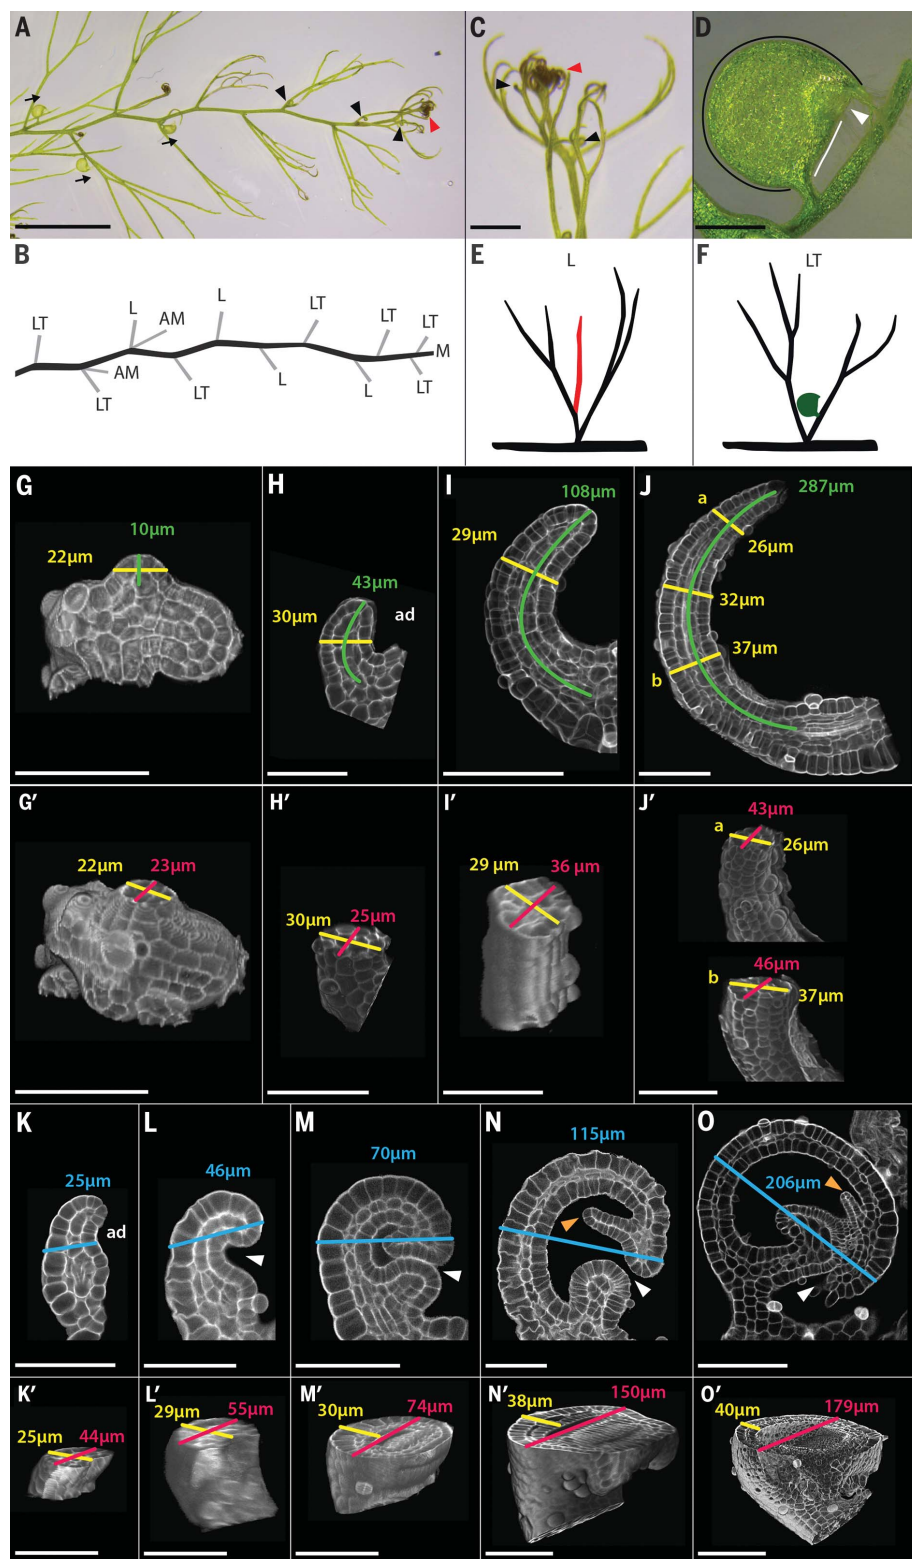 A
C
D
B
LT
L
AM
L
LT
LT
LT
M
AM
LT
LT
L
L
LT
E
L
F
LT
G
10µm
22µm
H
43µm
30µm
ad
I
108µm
29µm
J
287µm
a
26µm
32µm
37µm
b
G′
22µm
23µm
H′
30µm
25µm
I′
29 µm
36 µm
J′
43µm
a
26µm
46µm
b
37µm
K
25µm
ad
L
46µm
M
70µm
N
115µm
O
206µm
K′
25µm
44µm
L′
29µm
55µm
M′
30µm
74µm
N′
38µm
150µm
O′
40µm
179µm